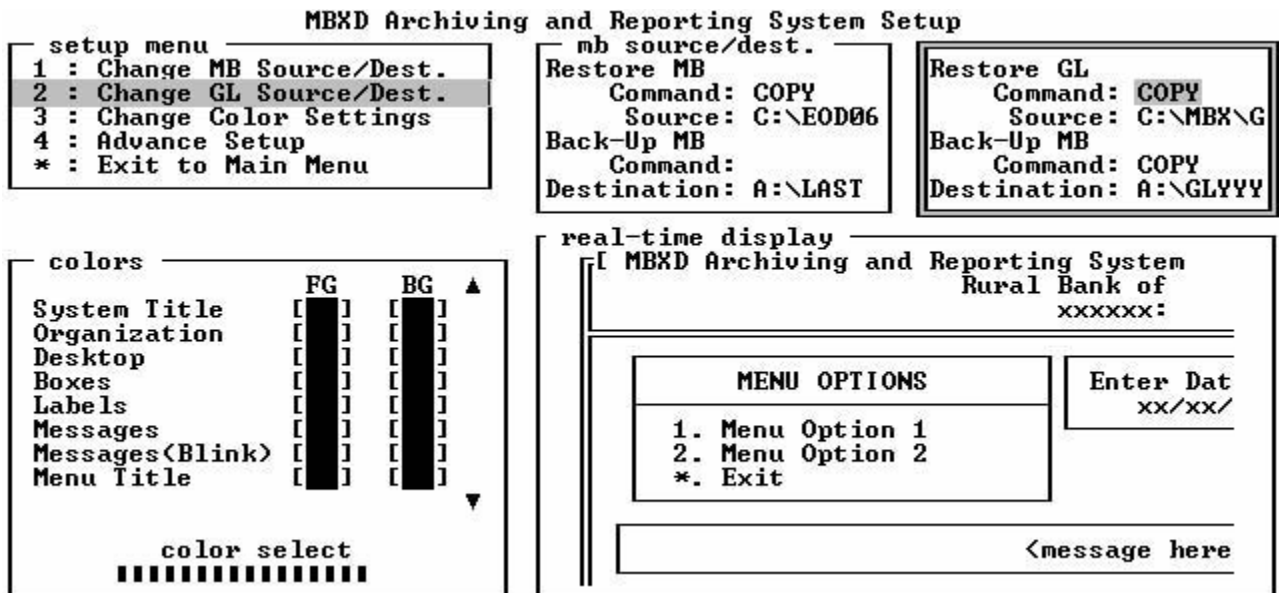 MBXD Archiving and Reporting System Setup
setup menu
1 : Change MB Source/Dest.
2 : Change GL Source/Dest.
3 : Change Color Settings
4 : Advance Setup
* : Exit to Main Menu
mb source/dest.
Restore MB
Command: COPY
Source: C:\EOD06
Back-Up MB
Command:
Destination: A:\LAST
Restore GL
Command: COPY
Source: C:\MBX\G
Back-Up MB
Command: COPY
Destination: A:\GLYYY
colors
FG BG ▲
System Title [ ] [ ]
Organization [ ] [ ]
Desktop [ ] [ ]
Boxes [ ] [ ]
Labels [ ] [ ]
Messages [ ] [ ]
Messages(Blink) [ ] [ ]
Menu Title [ ] [ ]
▼
color select
real-time display
[ MBXD Archiving and Reporting System
Rural Bank of
xxxxxx:
MENU OPTIONS
1. Menu Option 1
2. Menu Option 2
*. Exit
Enter Dat
xx/xx/
<message here